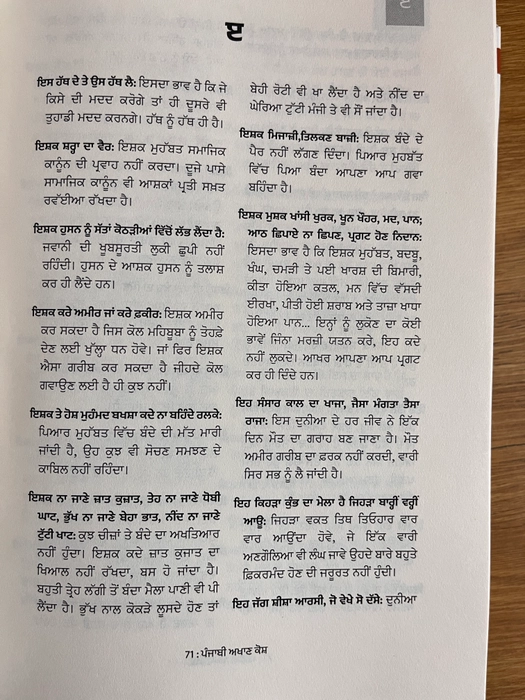 ੲ
ੲ
ਇਸ ਹੱਥ ਦੇ ਤੇ ਉਸ ਹੱਥ ਲੈ: ਇਸਦਾ ਭਾਵ ਹੈ ਕਿ ਜੇ
ਕਿਸੇ ਦੀ ਮਦਦ ਕਰੋਗੇ ਤਾਂ ਹੀ ਦੂਸਰੇ ਵੀ
ਤੁਹਾਡੀ ਮਦਦ ਕਰਨਗੇ। ਹੱਥ ਨੂੰ ਹੱਥ ਹੀ ਹੈ।
ਇਸ਼ਕ ਸ਼ਰ੍ਹਾ ਦਾ ਵੈਰ: ਇਸ਼ਕ ਮੁਹੱਬਤ ਸਮਾਜਿਕ
ਕਾਨੂੰਨ ਦੀ ਪ੍ਰਵਾਹ ਨਹੀਂ ਕਰਦਾ। ਦੂਜੇ ਪਾਸੇ
ਸਾਮਾਜਿਕ ਕਾਨੂੰਨ ਵੀ ਆਸ਼ਕਾਂ ਪ੍ਰਤੀ ਸਖ਼ਤ
ਰਵੱਈਆ ਰੱਖਦਾ ਹੈ।
ਇਸ਼ਕ ਹੁਸਨ ਨੂੰ ਸੱਤਾਂ ਕੋਠੜੀਆਂ ਵਿੱਚੋਂ ਲੱਭ ਲੈਂਦਾ ਹੈ:
ਜਵਾਨੀ ਦੀ ਖੂਬਸੂਰਤੀ ਲੁਕੀ ਛੁਪੀ ਨਹੀਂ
ਰਹਿੰਦੀ। ਹੁਸਨ ਦੇ ਆਸ਼ਕ ਹੁਸਨ ਨੂੰ ਤਲਾਸ਼
ਕਰ ਹੀ ਲੈਂਦੇ ਹਨ।
ਇਸ਼ਕ ਕਰੇ ਅਮੀਰ ਜਾਂ ਕਰੇ ਫ਼ਕੀਰ: ਇਸ਼ਕ ਅਮੀਰ
ਕਰ ਸਕਦਾ ਹੈ ਜਿਸ ਕੋਲ ਮਹਿਬੂਬਾ ਨੂੰ ਤੋਹਫ਼ੇ
ਦੇਣ ਲਈ ਖੁੱਲ੍ਹਾ ਧਨ ਹੋਵੇ। ਜਾਂ ਫਿਰ ਇਸ਼ਕ
ਐਸਾ ਗਰੀਬ ਕਰ ਸਕਦਾ ਹੈ ਜੀਹਦੇ ਕੋਲ
ਗਵਾਉਣ ਲਈ ਹੈ ਹੀ ਕੁਝ ਨਹੀਂ।
ਇਸ਼ਕ ਤੇ ਹੋਸ਼ ਮੁਹੰਮਦ ਬਖਸ਼ਾ ਕਦੇ ਨਾ ਬਹਿੰਦੇ ਰਲਕੇ:
ਪਿਆਰ ਮੁਹੱਬਤ ਵਿੱਚ ਬੰਦੇ ਦੀ ਮੱਤ ਮਾਰੀ
ਜਾਂਦੀ ਹੈ, ਉਹ ਕੁਝ ਵੀ ਸੋਚਣ ਸਮਝਣ ਦੇ
ਕਾਬਿਲ ਨਹੀਂ ਰਹਿੰਦਾ।
ਇਸ਼ਕ ਨਾ ਜਾਣੇ ਜ਼ਾਤ ਕੁਜ਼ਾਤ, ਤੇਹ ਨਾ ਜਾਣੇ ਧੋਬੀ
ਘਾਟ, ਭੁੱਖ ਨਾ ਜਾਣੇ ਬੇਹਾ ਭਾਤ, ਨੀਂਦ ਨਾ ਜਾਣੇ
ਟੁੱਟੀ ਖਾਟ: ਕੁਝ ਚੀਜ਼ਾਂ ਤੇ ਬੰਦੇ ਦਾ ਅਖਤਿਆਰ
ਨਹੀਂ ਹੁੰਦਾ। ਇਸ਼ਕ ਕਦੇ ਜ਼ਾਤ ਕੁਜਾਤ ਦਾ
ਖਿਆਲ ਨਹੀਂ ਰੱਖਦਾ, ਬਸ ਹੋ ਜਾਂਦਾ ਹੈ।
ਬਹੁਤੀ ਤ੍ਰੇਹ ਲੱਗੀ ਤੋਂ ਬੰਦਾ ਮੈਲਾ ਪਾਣੀ ਵੀ ਪੀ
ਲੈਂਦਾ ਹੈ। ਭੁੱਖ ਨਾਲ ਕੋਕੜੇ ਲੂਸਦੇ ਹੋਣ ਤਾਂ
ਬੇਹੀ ਰੋਟੀ ਵੀ ਖਾ ਲੈਂਦਾ ਹੈ ਅਤੇ ਨੀਂਦ ਦਾ
ਘੇਰਿਆ ਟੁੱਟੀ ਮੰਜੀ ਤੇ ਵੀ ਸੌਂ ਜਾਂਦਾ ਹੈ।
ਇਸ਼ਕ ਮਿਜਾਜ਼ੀ,ਤਿਲਕਣ ਬਾਜ਼ੀ: ਇਸ਼ਕ ਬੰਦੇ ਦੇ
ਪੈਰ ਨਹੀਂ ਲੱਗਣ ਦਿੰਦਾ। ਪਿਆਰ ਮੁਹਬੱਤ
ਵਿੱਚ ਪਿਆ ਬੰਦਾ ਆਪਣਾ ਆਪ ਗਵਾ
ਬਹਿੰਦਾ ਹੈ।
ਇਸ਼ਕ ਮੁਸ਼ਕ ਖਾਂਸੀ ਖੁਰਕ, ਖੂਨ ਖੋਹਰ, ਮਦ, ਪਾਨ;
ਆਠ ਛਿਪਾਏ ਨਾ ਛਿਪਣ, ਪ੍ਰਗਟ ਹੋਣ ਨਿਦਾਨ:
ਇਸਦਾ ਭਾਵ ਹੈ ਕਿ ਇਸ਼ਕ ਮੁਹੱਬਤ, ਬਦਬੂ,
ਖੰਘ, ਚਮੜੀ ਤੇ ਪਈ ਖਾਰਸ਼ ਦੀ ਬਿਮਾਰੀ,
ਕੀਤਾ ਹੋਇਆ ਕਤਲ, ਮਨ ਵਿੱਚ ਵੱਸਦੀ
ਈਰਖਾ, ਪੀਤੀ ਹੋਈ ਸ਼ਰਾਬ ਅਤੇ ਤਾਜ਼ਾ ਖਾਧਾ
ਹੋਇਆ ਪਾਨ... ਇਨ੍ਹਾਂ ਨੂੰ ਲੁਕੋਣ ਦਾ ਕੋਈ
ਭਾਵੇਂ ਜਿੰਨਾ ਮਰਜ਼ੀ ਯਤਨ ਕਰੇ, ਇਹ ਕਦੇ
ਨਹੀਂ ਲੁਕਦੇ। ਆਖਰ ਆਪਣਾ ਆਪ ਪ੍ਰਗਟ
ਕਰ ਹੀ ਦਿੰਦੇ ਹਨ।
ਇਹ ਸੰਸਾਰ ਕਾਲ ਦਾ ਖਾਜਾ, ਜੈਸਾ ਮੰਗਤਾ ਤੈਸਾ
ਰਾਜਾ: ਇਸ ਦੁਨੀਆ ਦੇ ਹਰ ਜੀਵ ਨੇ ਇੱਕ
ਦਿਨ ਮੌਤ ਦਾ ਗਰਾਹ ਬਣ ਜਾਣਾ ਹੈ। ਮੌਤ
ਅਮੀਰ ਗਰੀਬ ਦਾ ਫ਼ਰਕ ਨਹੀਂ ਕਰਦੀ, ਵਾਰੀ
ਸਿਰ ਸਭ ਨੂੰ ਲੈ ਜਾਂਦੀ ਹੈ।
ਇਹ ਕਿਹੜਾ ਕੁੰਭ ਦਾ ਮੇਲਾ ਹੈ ਜਿਹੜਾ ਬਾਰ੍ਹੀਂ ਵਰ੍ਹੀਂ
ਆਊ: ਜਿਹੜਾ ਵਕਤ ਤਿਥ ਤਿਓਹਾਰ ਵਾਰ
ਵਾਰ ਆਉਂਦਾ ਹੋਵੇ, ਜੇ ਇੱਕ ਵਾਰੀ
ਅਣਗੌਲਿਆ ਵੀ ਲੰਘ ਜਾਵੇ ਉਹਦੇ ਬਾਰੇ ਬਹੁਤੇ
ਫ਼ਿਕਰਮੰਦ ਹੋਣ ਦੀ ਜਰੂਰਤ ਨਹੀਂ ਹੁੰਦੀ।
ਇਹ ਜੱਗ ਸ਼ੀਸ਼ਾ ਆਰਸੀ, ਜੋ ਵੇਖੇ ਸੋ ਦੱਸੇ: ਦੁਨੀਆ
71 : ਪੰਜਾਬੀ ਅਖਾਣ ਕੋਸ਼